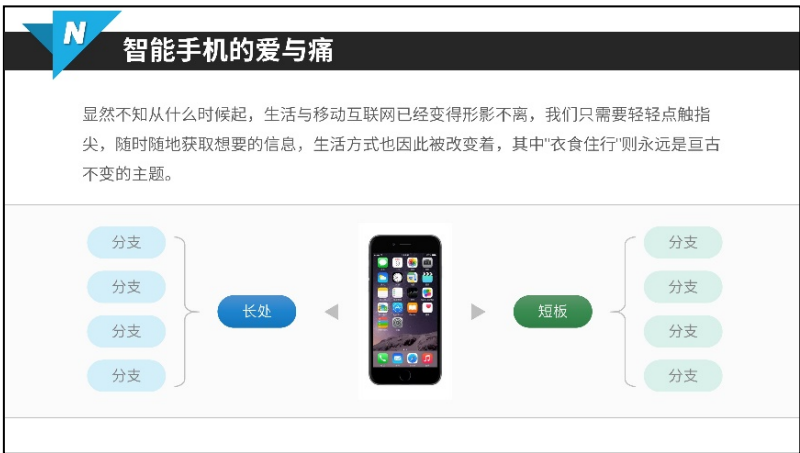 N
智能手机的爱与痛
显然不知从什么时候起，生活与移动互联网已经变得形影不离，我们只需要轻轻点触指
尖，随时随地获取想要的信息，生活方式也因此被改变着，其中"衣食住行"则永远是亘古
不变的主题。
分支
分支
分支
分支
长处
短板
分支
分支
分支
分支